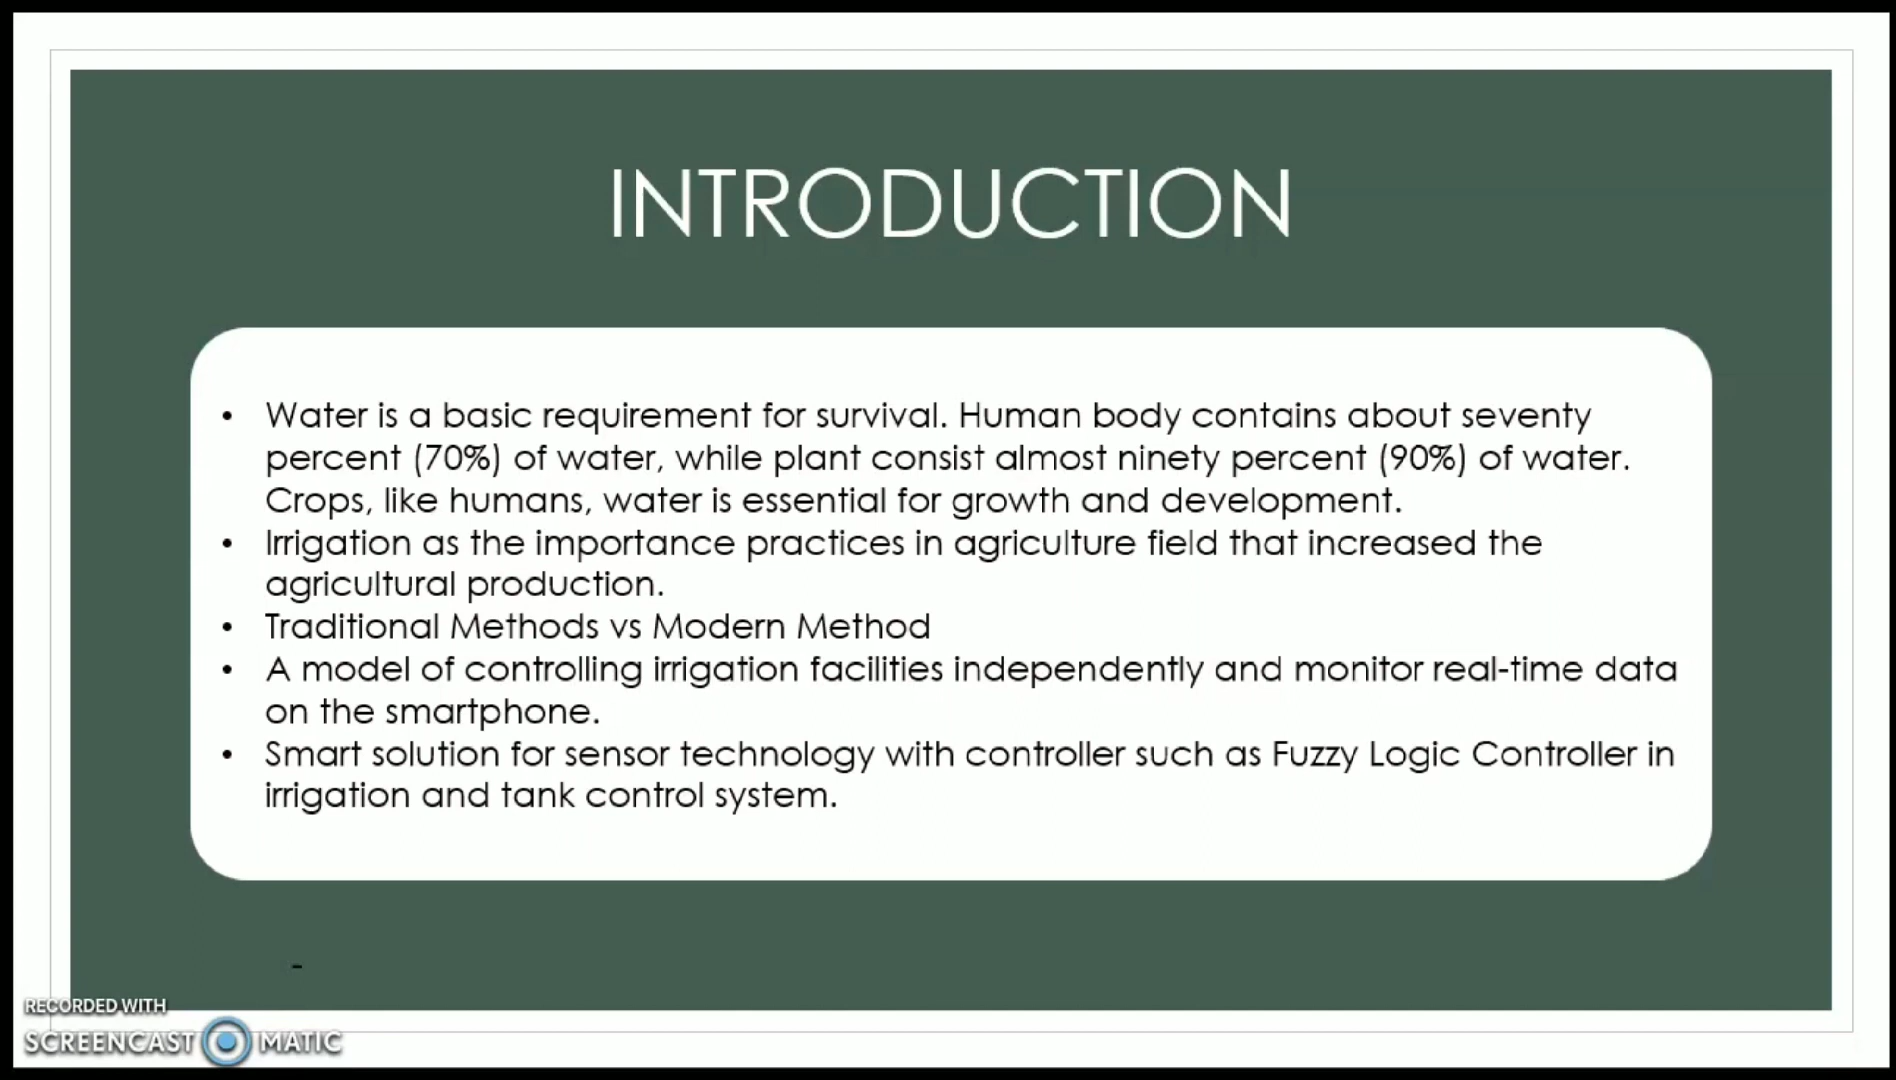 INTRODUCTION
• Water is a basic requirement for survival. Human body contains about seventy
percent (70%) of water, while plant consist almost ninety percent (90%) of water.
Crops, like humans, water is essential for growth and development.
• Irrigation as the importance practices in agriculture field that increased the
agricultural production.
• Traditional Methods vs Modern Method
• A model of controlling irrigation facilities independently and monitor real-time data
on the smartphone.
• Smart solution for sensor technology with controller such as Fuzzy Logic Controller in
irrigation and tank control system.
-
RECORDED WITH
SCREENCAST MATIC